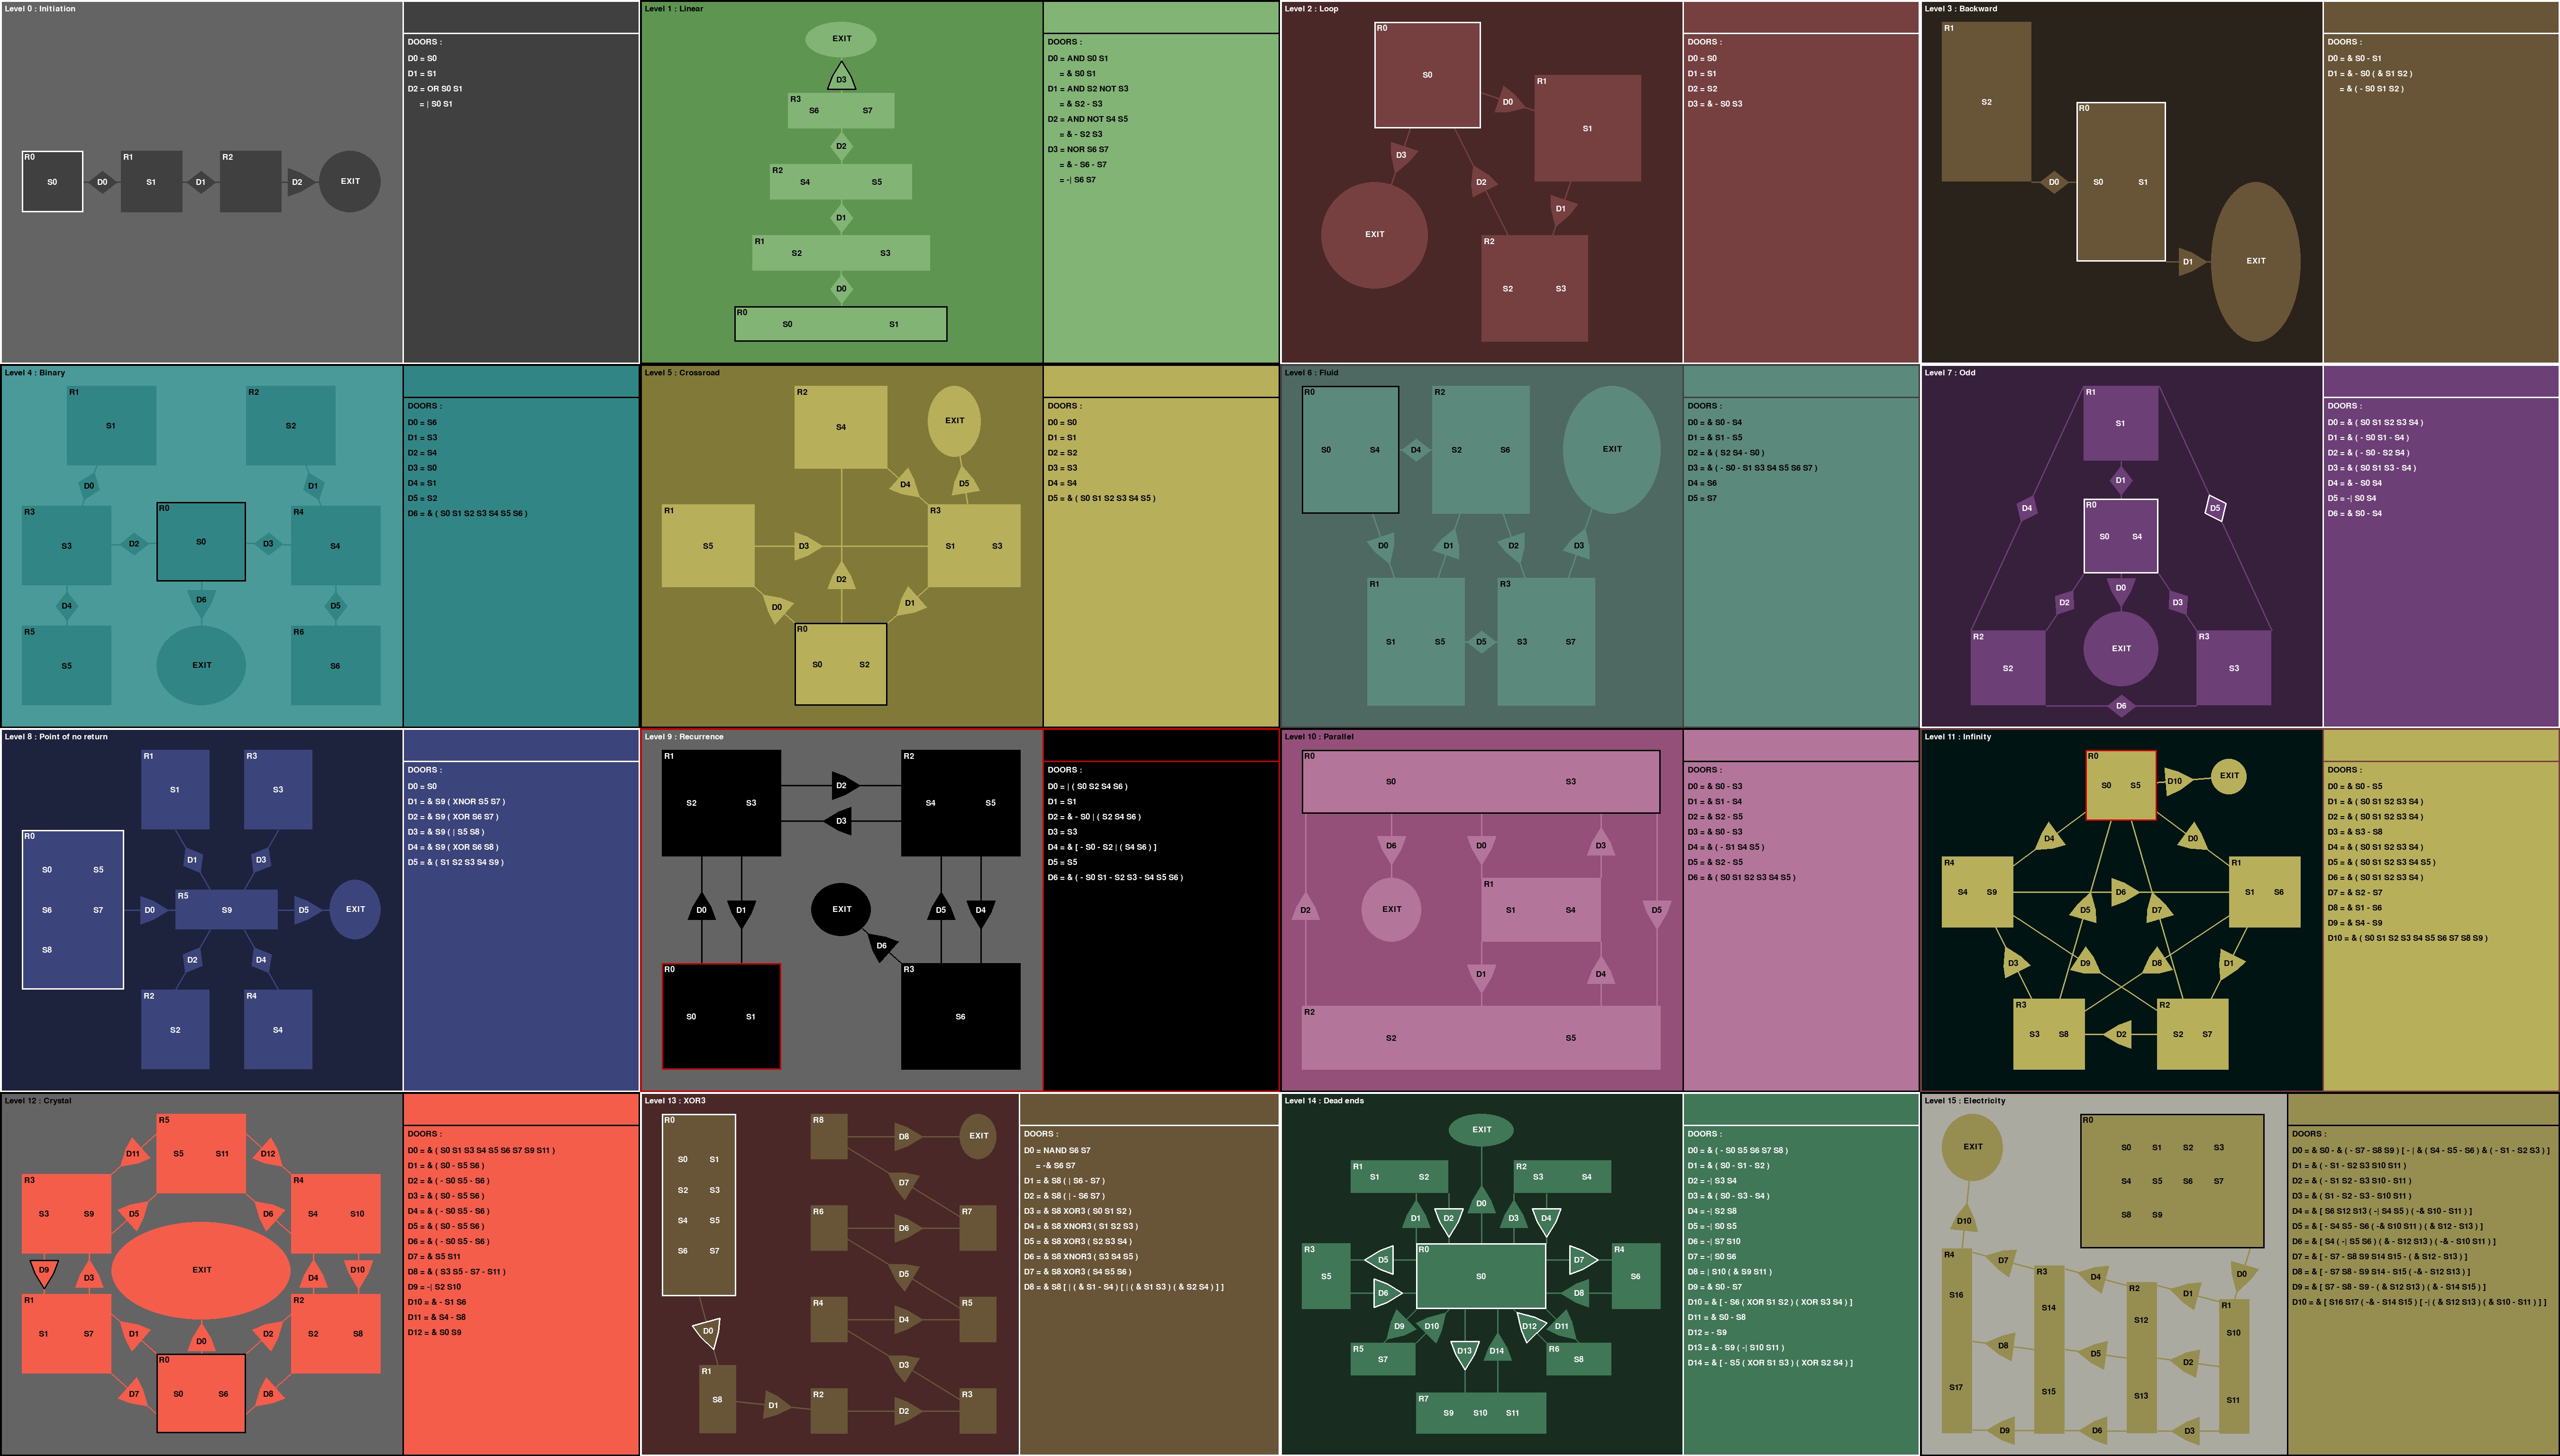 Level 0 : Initiation
R0
R1
R2
S0
D0
S1
D1
D2
EXIT
DOORS :
D0 = S0
D1 = S1
D2 = OR S0 S1
= | S0 S1
Level 1 : Linear
EXIT
D3
R3
S6 S7
D2
R2
S4 S5
D1
R1
S2 S3
D0
R0
S0 S1
DOORS :
D0 = AND S0 S1
= & S0 S1
D1 = AND S2 NOT S3
= & S2 - S3
D2 = AND NOT S4 S5
= & - S2 S3
D3 = NOR S6 S7
= & - S6 - S7
= -| S6 S7
Level 2 : Loop
R0
S0
R1
D0
S1
D3
D2
D1
EXIT
R2
S2 S3
DOORS :
D0 = S0
D1 = S1
D2 = S2
D3 = & - S0 S3
Level 3 : Backward
R1
S2
R0
D0
S0 S1
D1
EXIT
DOORS :
D0 = & S0 - S1
D1 = & - S0 ( & S1 S2 )
= & ( - S0 S1 S2 )
Level 4 : Binary
R1
R2
S1
S2
D0
D1
R3
R0
R4
S3
D2
S0
D3
S4
D4
D6
D5
R5
R6
S5
EXIT
S6
DOORS :
D0 = S6
D1 = S3
D2 = S4
D3 = S0
D4 = S1
D5 = S2
D6 = & ( S0 S1 S2 S3 S4 S5 S6 )
Level 5 : Crossroad
R2
EXIT
S4
D4
D5
R1
R3
S5
D3
S1 S3
D2
D0
D1
R0
S0 S2
DOORS :
D0 = S0
D1 = S1
D2 = S2
D3 = S3
D4 = S4
D5 = & ( S0 S1 S2 S3 S4 S5 )
Level 6 : Fluid
R0
R2
S0 S4
D4
S2 S6
EXIT
D0
D1
D2
D3
R1
R3
S1 S5
D5
S3 S7
DOORS :
D0 = & S0 - S4
D1 = & S1 - S5
D2 = & ( S2 S4 - S0 )
D3 = & ( - S0 - S1 S3 S4 S5 S6 S7 )
D4 = S6
D5 = S7
Level 7 : Odd
R1
S1
D1
D4
D5
R0
S0 S4
D0
D2
D3
R2
R3
S2
EXIT
S3
D6
DOORS :
D0 = & ( S0 S1 S2 S3 S4 )
D1 = & ( - S0 S1 - S4 )
D2 = & ( - S0 - S2 S4 )
D3 = & ( S0 S1 S3 - S4 )
D4 = & - S0 S4
D5 = -| S0 S4
D6 = & S0 - S4
Level 8 : Point of no return
R1
R3
S1
S3
R0
D1
D3
S0 S5
R5
S6 S7
D0
S9
D5
EXIT
S8
D2
D4
R2
R4
S2
S4
DOORS :
D0 = S0
D1 = & S9 ( XNOR S5 S7 )
D2 = & S9 ( XOR S6 S7 )
D3 = & S9 ( | S5 S8 )
D4 = & S9 ( XOR S6 S8 )
D5 = & ( S1 S2 S3 S4 S9 )
Level 9 : Recurrence
R1
R2
D2
S2 S3
S4 S5
D3
D0
D1
EXIT
D5
D4
D6
R0
R3
S0 S1
S6
DOORS :
D0 = | ( S0 S2 S4 S6 )
D1 = S1
D2 = & - S0 | ( S2 S4 S6 )
D3 = S3
D4 = & [ - S0 - S2 | ( S4 S6 ) ]
D5 = S5
D6 = & ( - S0 S1 - S2 S3 - S4 S5 S6 )
Level 10 : Parallel
R0
S0 S3
D6
D0
D3
R1
D2
EXIT
S1 S4
D5
D1
D4
R2
S2 S5
DOORS :
D0 = & S0 - S3
D1 = & S1 - S4
D2 = & S2 - S5
D3 = & S0 - S3
D4 = & ( - S1 S4 S5 )
D5 = & S2 - S5
D6 = & ( S0 S1 S2 S3 S4 S5 )
Level 11 : Infinity
R0
S0 S5
D10
EXIT
D4
D0
R4
R1
S4 S9
D6
S1 S6
D5
D7
D3
D9
D8
D1
R3
R2
S3 S8
D2
S2 S7
DOORS :
D0 = & S0 - S5
D1 = & ( S0 S1 S2 S3 S4 )
D2 = & ( S0 S1 S2 S3 S4 )
D3 = & S3 - S8
D4 = & ( S0 S1 S2 S3 S4 )
D5 = & ( S0 S1 S2 S3 S4 S5 )
D6 = & ( S0 S1 S2 S3 S4 )
D7 = & S2 - S7
D8 = & S1 - S6
D9 = & S4 - S9
D10 = & ( S0 S1 S2 S3 S4 S5 S6 S7 S8 S9 )
Level 12 : Crystal
R5
D11
S5 S11
D12
R3
R4
S3 S9
D5
D6
S4 S10
D9
D3
EXIT
D4
D10
R1
R2
S1 S7
D1
D0
D2
S2 S8
R0
D7
S0 S6
D8
DOORS :
D0 = & ( S0 S1 S3 S4 S5 S6 S7 S9 S11 )
D1 = & ( S0 - S5 S6 )
D2 = & ( - S0 S5 - S6 )
D3 = & ( S0 - S5 S6 )
D4 = & ( - S0 S5 - S6 )
D5 = & ( S0 - S5 S6 )
D6 = & ( - S0 S5 - S6 )
D7 = & S5 S11
D8 = & ( S3 S5 - S7 - S11 )
D9 = -| S2 S10
D10 = & - S1 S6
D11 = & S4 - S8
D12 = & S0 S9
Level 13 : XOR3
R0
R8
D8
EXIT
S0 S1
S2 S3
D7
S4 S5
R6
R7
S6 S7
D6
D5
R4
R5
D0
D4
D3
R1
S8
R2
R3
D1
D2
DOORS :
D0 = NAND S6 S7
= -& S6 S7
D1 = & S8 ( | S6 - S7 )
D2 = & S8 ( | - S6 S7 )
D3 = & S8 XOR3 ( S0 S1 S2 )
D4 = & S8 XNOR3 ( S1 S2 S3 )
D5 = & S8 XOR3 ( S2 S3 S4 )
D6 = & S8 XNOR3 ( S3 S4 S5 )
D7 = & S8 XOR3 ( S4 S5 S6 )
D8 = & S8 [ | ( & S1 - S4 ) [ | ( & S1 S3 ) ( & S2 S4 ) ] ]
Level 14 : Dead ends
EXIT
R1
R2
S1 S2
S3 S4
D0
D1
D2
D3
D4
R3
R0
R4
D5
D7
S5
S0
S6
D6
D8
D9
D10
D12
D11
R5
D13
D14
R6
S7
S8
R7
S9 S10 S11
DOORS :
D0 = & ( - S0 S5 S6 S7 S8 )
D1 = & ( S0 - S1 - S2 )
D2 = -| S3 S4
D3 = & ( S0 - S3 - S4 )
D4 = -| S2 S8
D5 = -| S0 S5
D6 = -| S7 S10
D7 = -| S0 S6
D8 = | S10 ( & S9 S11 )
D9 = & S0 - S7
D10 = & [ - S6 ( XOR S1 S2 ) ( XOR S3 S4 ) ]
D11 = & S0 - S8
D12 = - S9
D13 = & - S9 ( -| S10 S11 )
D14 = & [ - S5 ( XOR S1 S3 ) ( XOR S2 S4 ) ]
Level 15 : Electricity
R0
EXIT
S0 S1 S2 S3
S4 S5 S6 S7
S8 S9
D10
R4
D7
R3
D4
D0
S16
R2
D1
R1
S14
S12
S10
D8
D5
D2
S17
S15
S13
S11
D9
D6
D3
DOORS :
D0 = & S0 - & ( - S7 - S8 S9 ) [ - | & ( S4 - S5 - S6 ) & ( - S1 - S2 S3 ) ]
D1 = & ( - S1 - S2 S3 S10 S11 )
D2 = & ( - S1 S2 - S3 S10 - S11 )
D3 = & ( S1 - S2 - S3 - S10 S11 )
D4 = & [ S6 S12 S13 ( -| S4 S5 ) ( -& S10 - S11 ) ]
D5 = & [ - S4 S5 - S6 ( -& S10 S11 ) ( & S12 - S13 ) ]
D6 = & [ S4 ( -| S5 S6 ) ( & - S12 S13 ) ( -& - S10 S11 ) ]
D7 = & [ - S7 - S8 S9 S14 S15 - ( & S12 - S13 ) ]
D8 = & [ - S7 S8 - S9 S14 - S15 ( -& - S12 S13 ) ]
D9 = & [ S7 - S8 - S9 - ( & S12 S13 ) ( & - S14 S15 ) ]
D10 = & [ S16 S17 ( -& - S14 S15 ) [ -| ( & S12 S13 ) ( & S10 - S11 ) ] ]